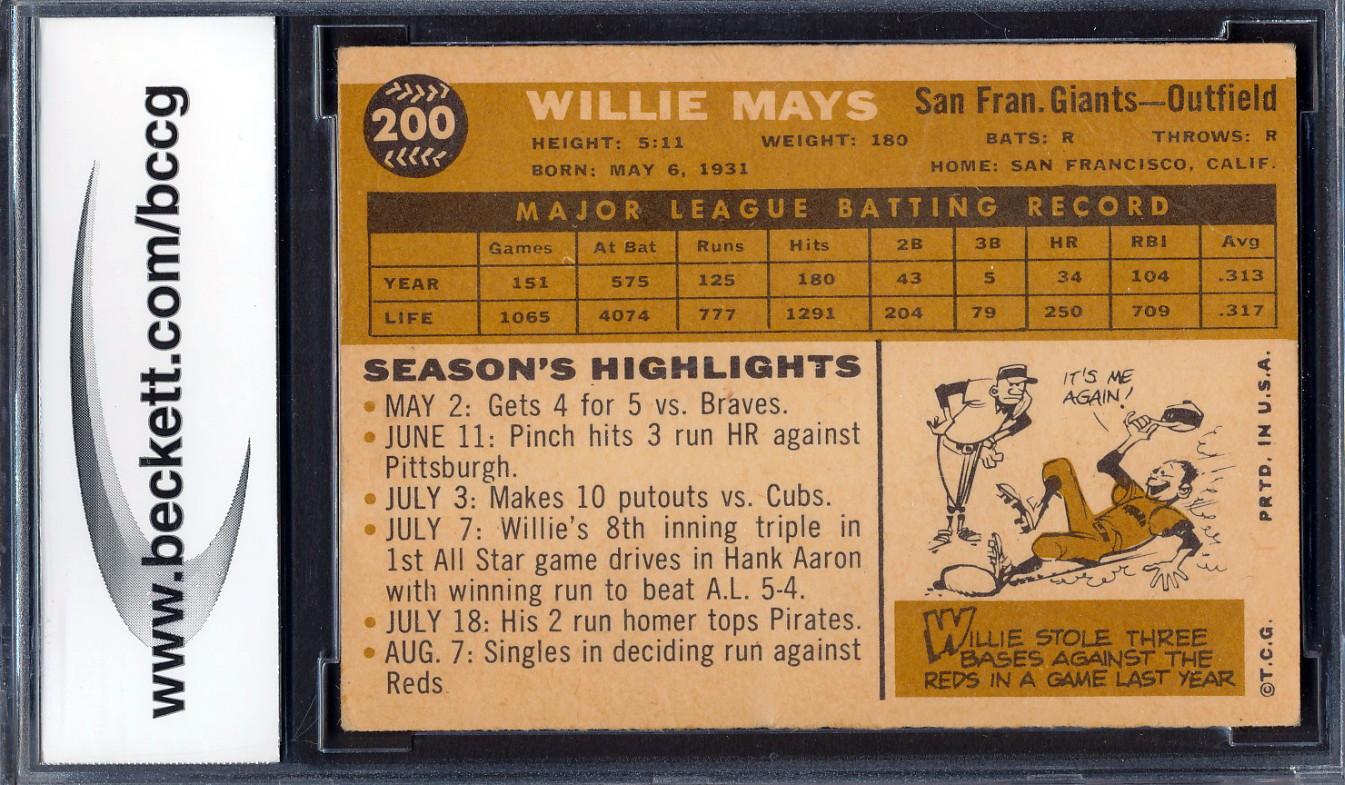 www.beckett.com/bccg
200
WILLIE MAYS San Fran. Giants—Outfield
HEIGHT: 5:11 WEIGHT: 180 BATS: R THROWS: R
BORN: MAY 6, 1931 HOME: SAN FRANCISCO, CALIF.
MAJOR LEAGUE BATTING RECORD
Games At Bat Runs Hits 2B 3B HR RBI Avg
YEAR 151 575 125 180 43 5 34 104 .313
LIFE 1065 4074 777 1291 204 79 250 709 .317
SEASON'S HIGHLIGHTS
• MAY 2: Gets 4 for 5 vs. Braves.
• JUNE 11: Pinch hits 3 run HR against
Pittsburgh.
• JULY 3: Makes 10 putouts vs. Cubs.
• JULY 7: Willie's 8th inning triple in
1st All Star game drives in Hank Aaron
with winning run to beat A.L. 5-4.
• JULY 18: His 2 run homer tops Pirates.
• AUG. 7: Singles in deciding run against
Reds
IT'S ME
AGAIN!
WILLIE STOLE THREE
BASES AGAINST THE
REDS IN A GAME LAST YEAR
©T.C.G. PRTD. IN U.S.A.